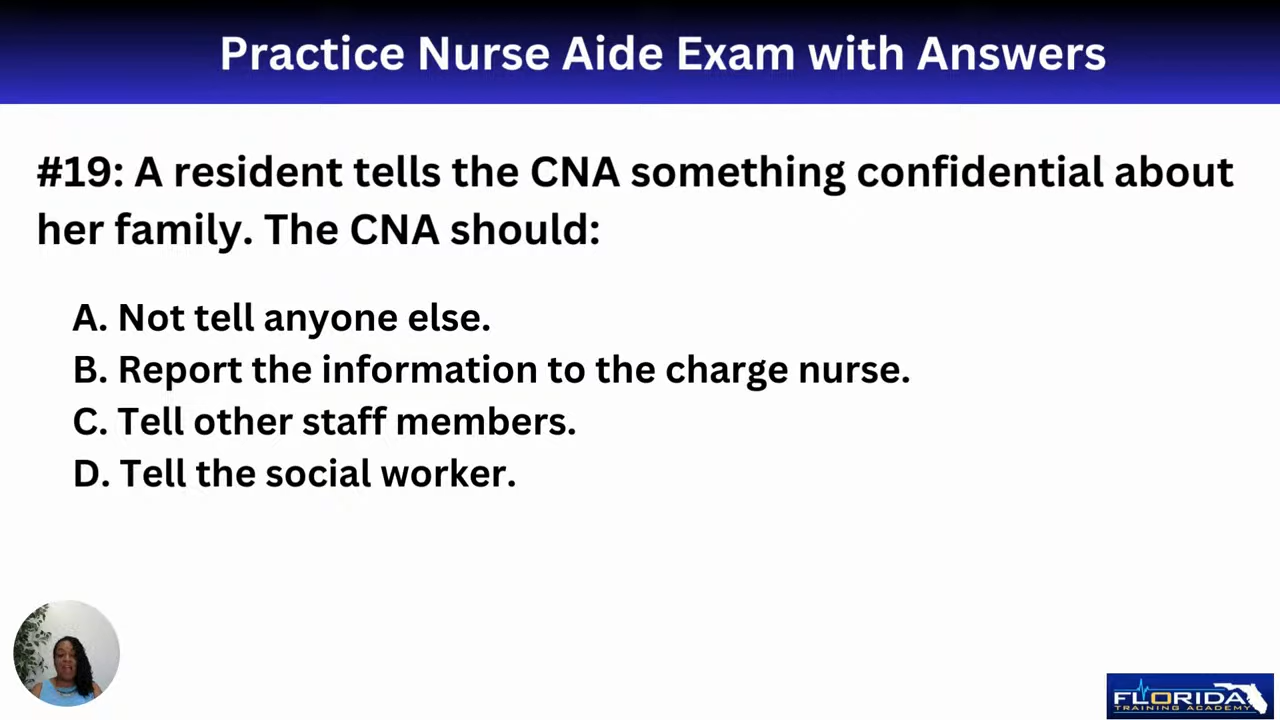 Practice Nurse Aide Exam with Answers
#19: A resident tells the CNA something confidential about
her family. The CNA should:
A. Not tell anyone else.
B. Report the information to the charge nurse.
C. Tell other staff members.
D. Tell the social worker.
FLORIDA
TRAINING ACADEMY